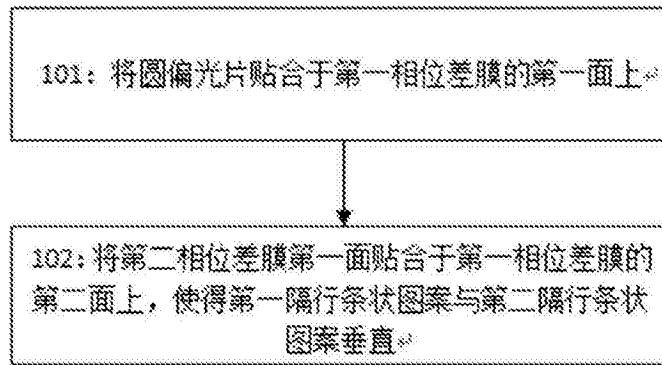 101: 将圆偏光片贴合于第一相位差膜的第一面上↵
102:将第二相位差膜第一面贴合于第一相位差膜的
第二面上，使得第一隔行条状图案与第二隔行条状
图案垂直↵